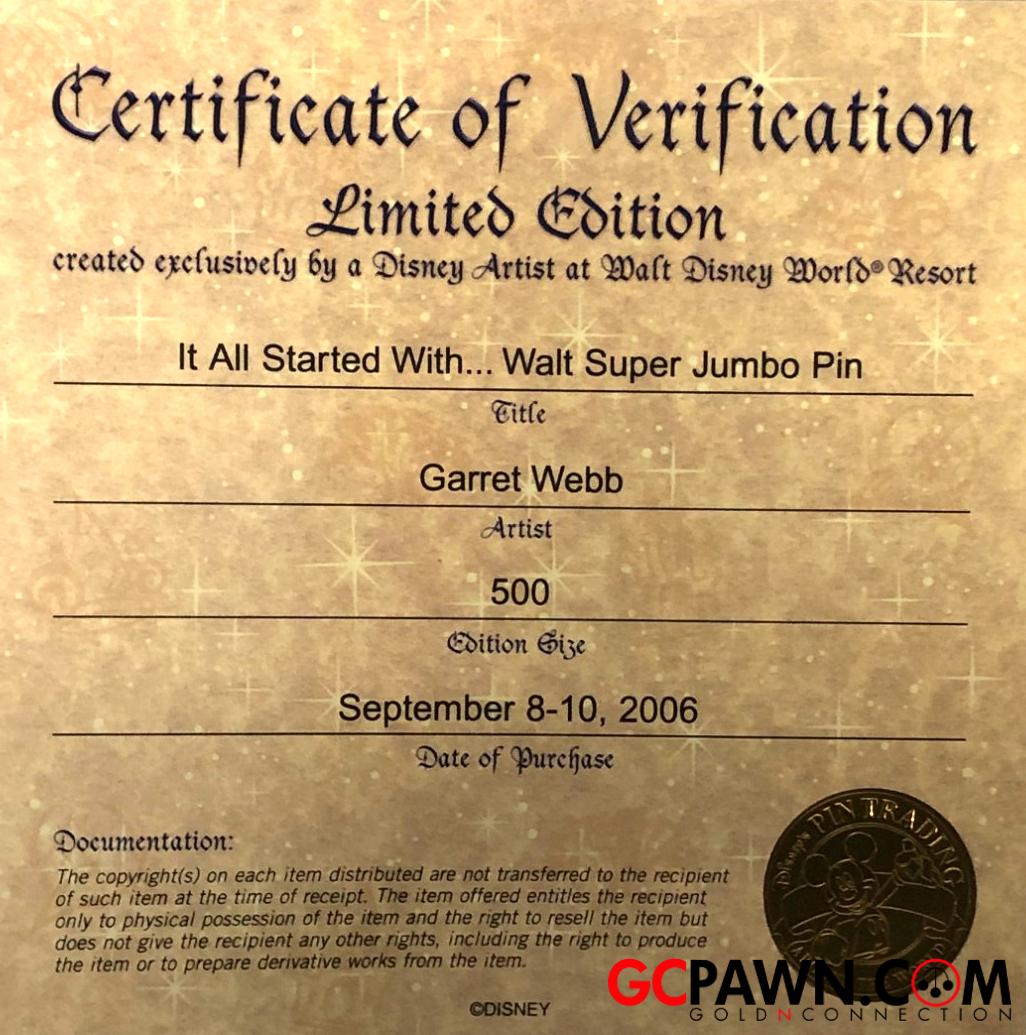 Certificate of Verification
Limited Edition
created exclusively by a Disney Artist at Walt Disney World® Resort
It All Started With... Walt Super Jumbo Pin
Title
Garret Webb
Artist
500
Edition Size
September 8-10, 2006
Date of Purchase
Documentation:
The copyright(s) on each item distributed are not transferred to the recipient
of such item at the time of receipt. The item offered entitles the recipient
only to physical possession of the item and the right to resell the item but
does not give the recipient any other rights, including the right to produce
the item or to prepare derivative works from the item.
©DISNEY
Disney's PIN TRADING
GCPAWN.COM
GOLDNCONNECTION